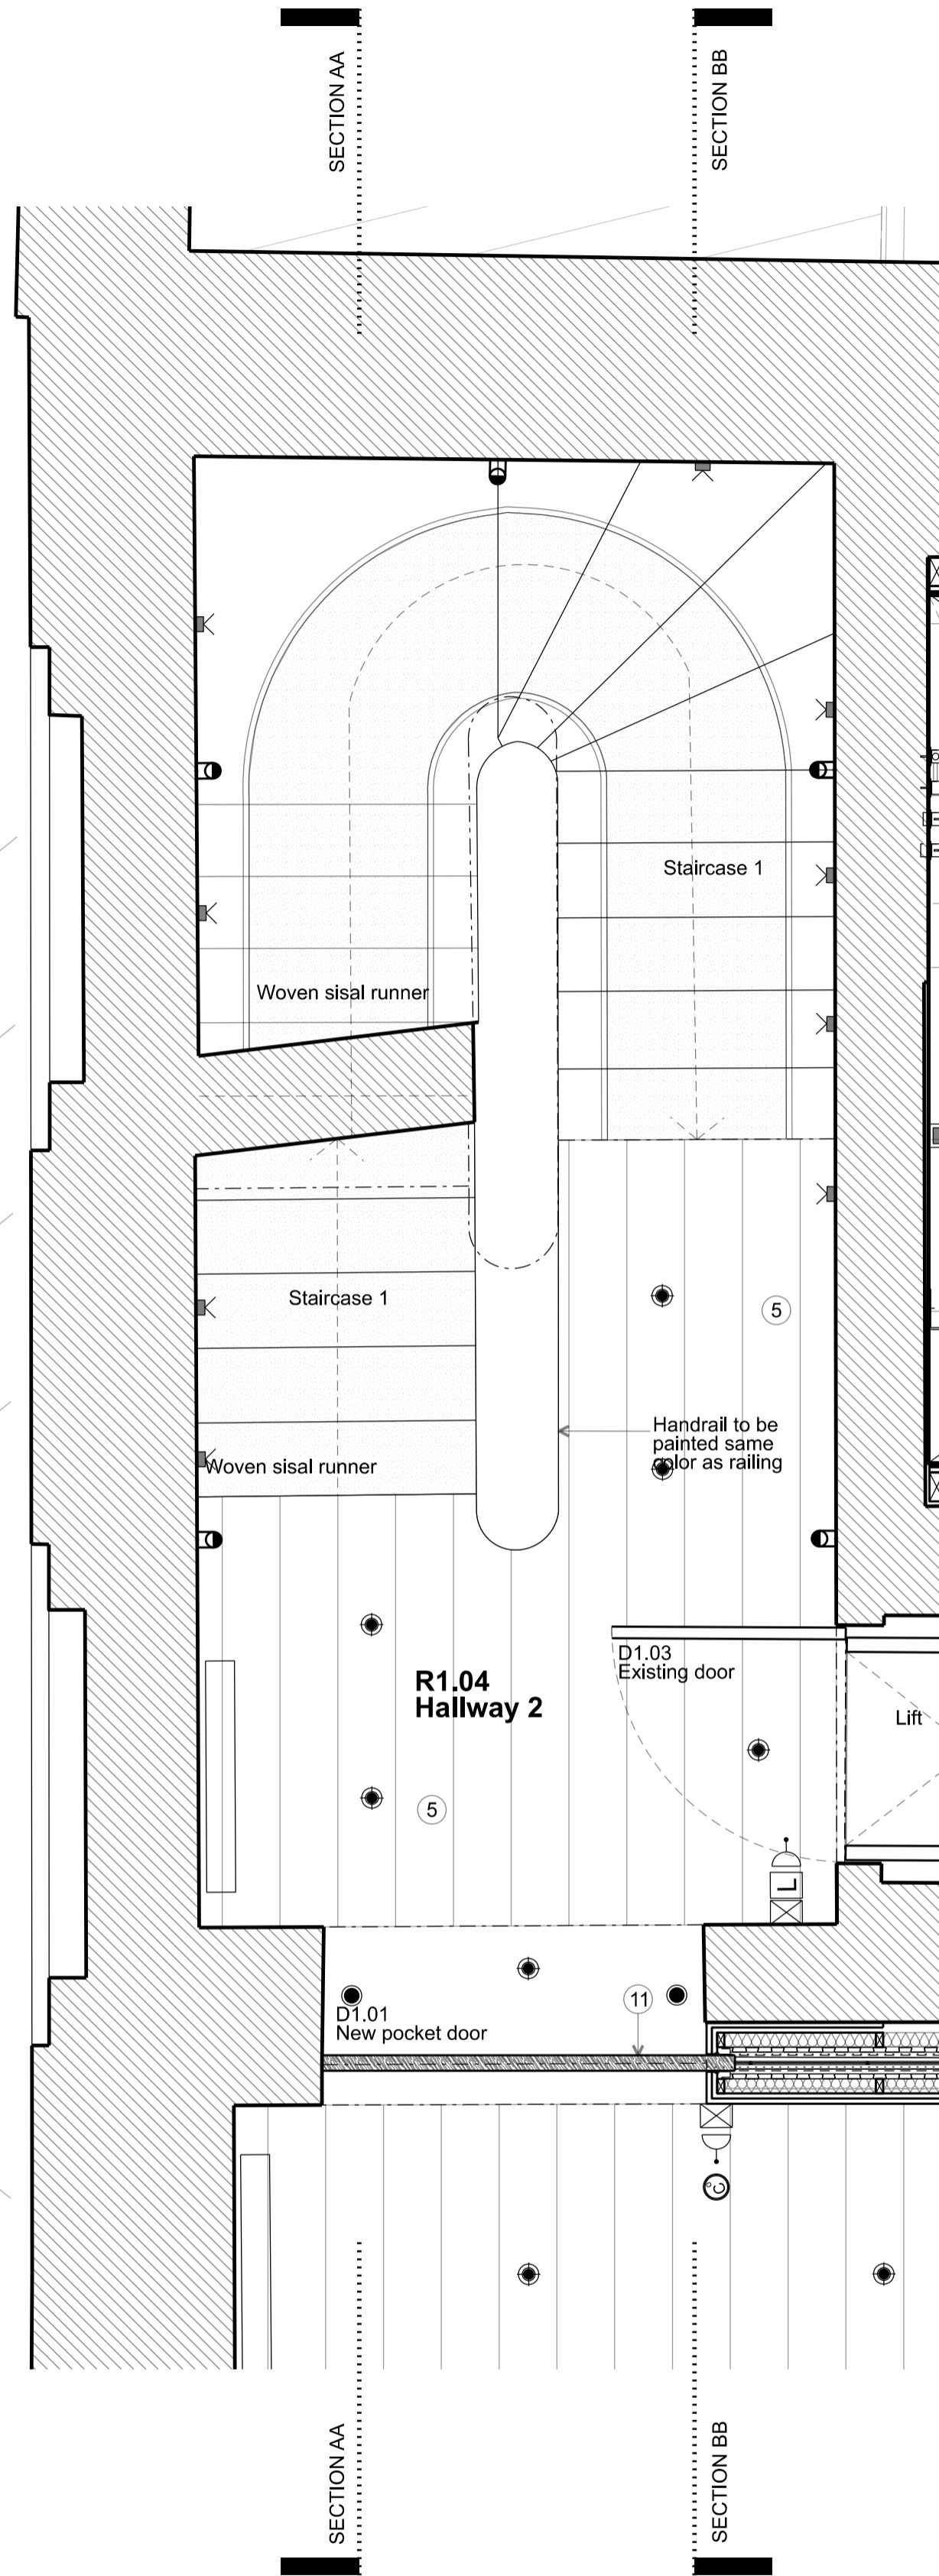 SECTION AA
SECTION BB
Staircase 1
Woven sisal runner
Staircase 1
5
Handrail to be
painted same
color as railing
Woven sisal runner
D1.03
Existing door
R1.04
Hallway 2
Lift
5
L
11
D1.01
New pocket door
°C
SECTION AA
SECTION BB